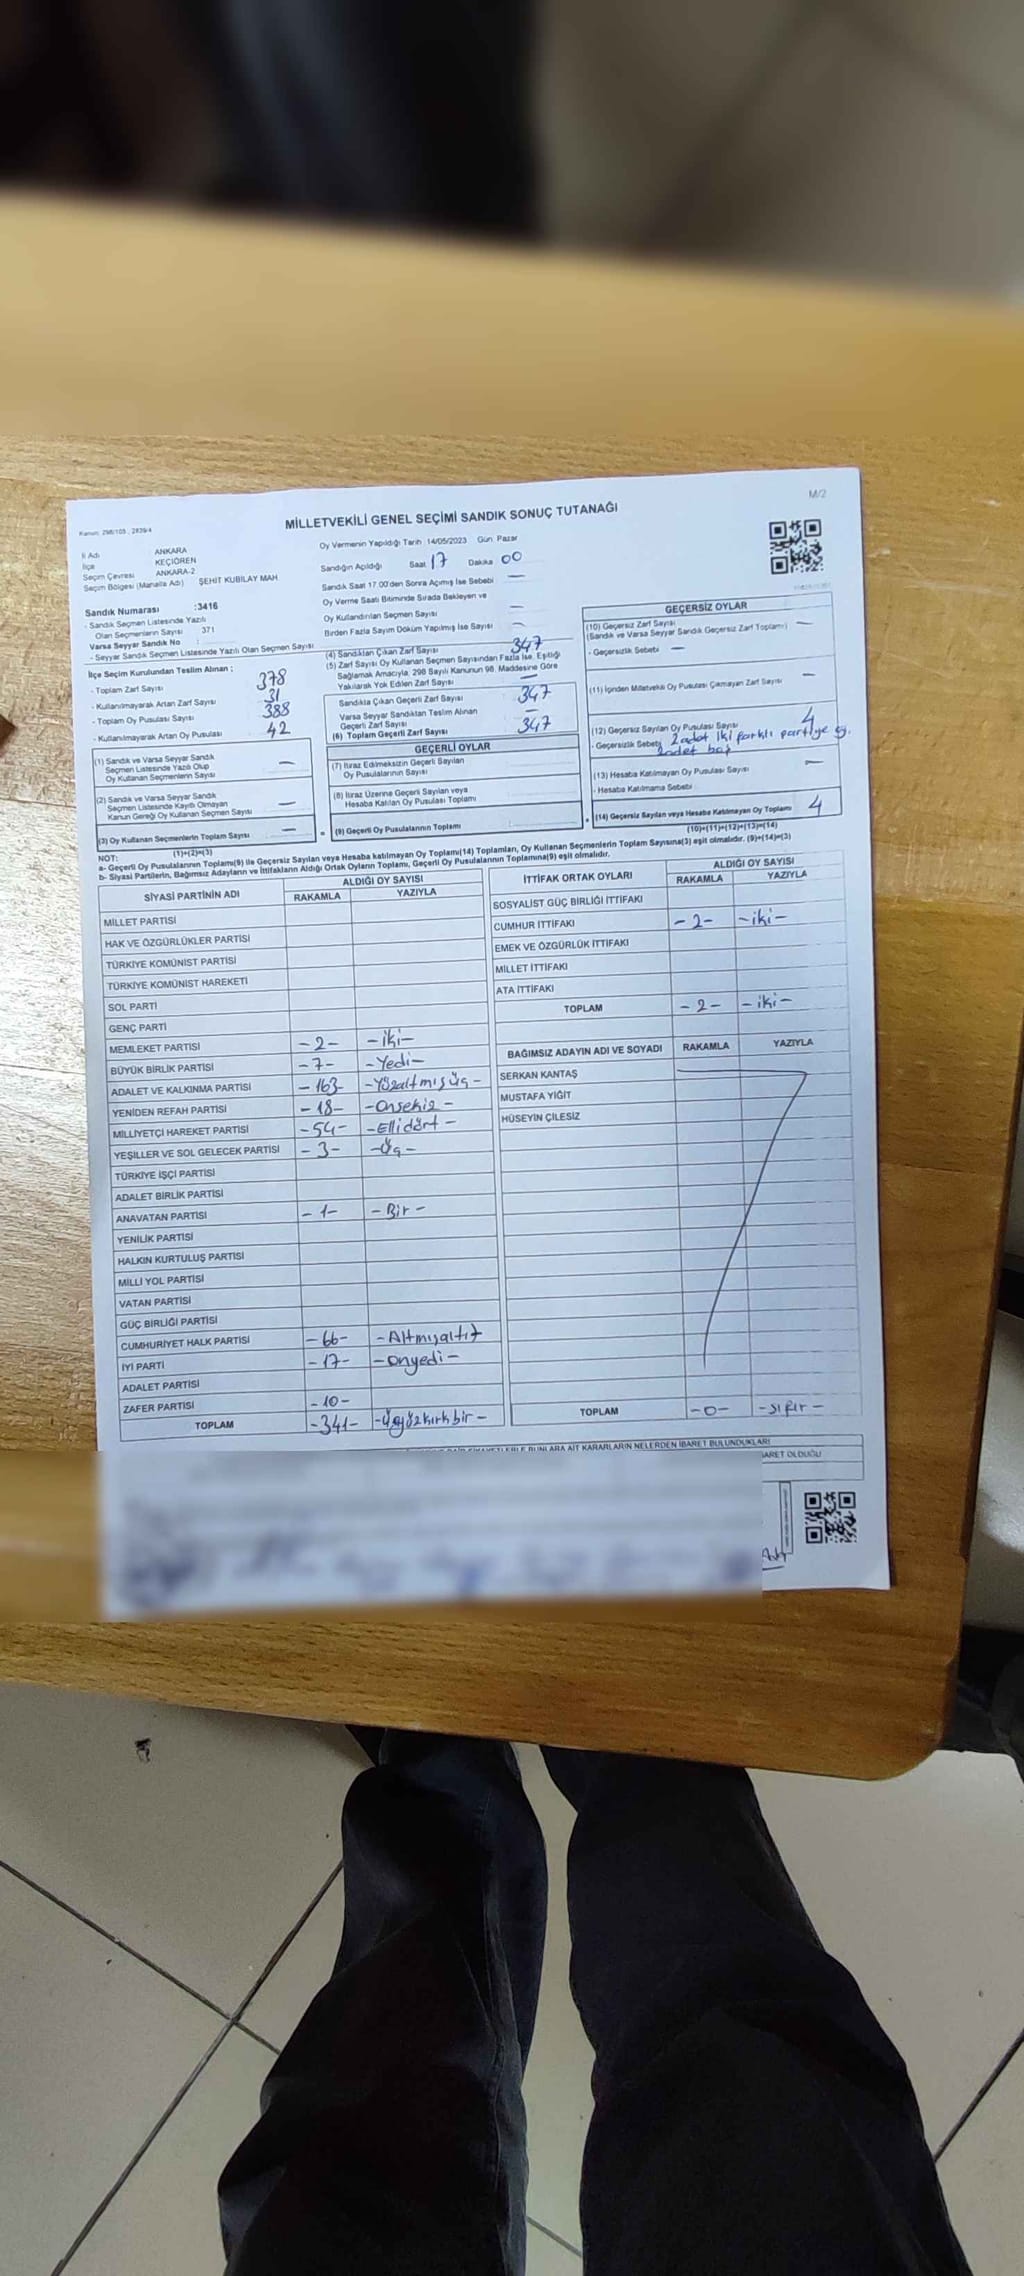 M/2
Kanun: 298/105 , 2839/4
MİLLETVEKİLİ GENEL SEÇİMİ SANDIK SONUÇ TUTANAĞI
İl Adı ANKARA
İlçe KEÇİÖREN
Seçim Çevresi ANKARA-2
Seçim Bölgesi (Mahalle Adı) ŞEHİT KUBİLAY MAH
Sandık Numarası :3416
- Sandık Seçmen Listesinde Yazılı
Olan Seçmenlerin Sayısı 371
Varsa Seyyar Sandık No
- Seyyar Sandık Seçmen Listesinde Yazılı Olan Seçmen Sayısı
İlçe Seçim Kurulundan Teslim Alınan :
- Toplam Zarf Sayısı 378
- Kullanılmayarak Artan Zarf Sayısı 31
- Toplam Oy Pusulası Sayısı 388
- Kullanılmayarak Artan Oy Pusulası 42
Oy Vermenin Yapıldığı Tarih 14/05/2023 Gün Pazar
Sandığın Açıldığı Saat 17 Dakika 00
Sandık Saat 17.00'den Sonra Açılmış İse Sebebi —
Oy Verme Saati Bitiminde Sırada Bekleyen ve
Oy Kullandırılan Seçmen Sayısı —
Birden Fazla Sayım Döküm Yapılmış İse Sayısı —
(4) Sandıktan Çıkan Zarf Sayısı 347
(5) Zarf Sayısı Oy Kullanan Seçmen Sayısından Fazla İse, Eşitliği
Sağlamak Amacıyla, 298 Sayılı Kanunun 98. Maddesine Göre
Yakılarak Yok Edilen Zarf Sayısı —
Sandıkta Çıkan Geçerli Zarf Sayısı 347
Varsa Seyyar Sandıktan Teslim Alınan
Geçerli Zarf Sayısı —
(6) Toplam Geçerli Zarf Sayısı 347
GEÇERSİZ OYLAR
(10) Geçersiz Zarf Sayısı —
(Sandık ve Varsa Seyyar Sandık Geçersiz Zarf Toplamı)
- Geçersizlik Sebebi —
(11) İçinden Milletvekili Oy Pusulası Çıkmayan Zarf Sayısı —
(12) Geçersiz Sayılan Oy Pusulası Sayısı 4
- Geçersizlik Sebebi 2 adet iki farklı partiye
2 adet boş
(13) Hesaba Katılmayan Oy Pusulası Sayısı —
- Hesaba Katılmama Sebebi
(14) Geçersiz Sayılan veya Hesaba Katılmayan Oy Toplamı 4
(10)+(11)+(12)+(13)=(14)
(1) Sandık ve Varsa Seyyar Sandık
Seçmen Listesinde Yazılı Olup
Oy Kullanan Seçmenlerin Sayısı —
(2) Sandık ve Varsa Seyyar Sandık
Seçmen Listesinde Kayıtlı Olmayan
Kanun Gereği Oy Kullanan Seçmen Sayısı —
(3) Oy Kullanan Seçmenlerin Toplam Sayısı —
(1)+(2)=(3)
GEÇERLİ OYLAR
(7) İtiraz Edilmeksizin Geçerli Sayılan
Oy Pusulalarının Sayısı
(8) İtiraz Üzerine Geçerli Sayılan veya
Hesaba Katılan Oy Pusulası Toplamı
(9) Geçerli Oy Pusulalarının Toplamı
NOT:
a- Geçerli Oy Pusulalarının Toplamı(9) ile Geçersiz Sayılan veya Hesaba katılmayan Oy Toplamı(14) Toplamları, Oy Kullanan Seçmenlerin Toplam Sayısına(3) eşit olmalıdır. (9)+(14)=(3)
b- Siyasi Partilerin, Bağımsız Adayların ve İttifakların Aldığı Ortak Oyların Toplamı, Geçerli Oy Pusulalarının Toplamına(9) eşit olmalıdır.
SİYASİ PARTİNİN ADI ALDIĞI OY SAYISI
RAKAMLA YAZIYLA
MİLLET PARTİSİ
HAK VE ÖZGÜRLÜKLER PARTİSİ
TÜRKİYE KOMÜNİST PARTİSİ
TÜRKİYE KOMÜNİST HAREKETİ
SOL PARTİ
GENÇ PARTİ
MEMLEKET PARTİSİ -2- -iki-
BÜYÜK BİRLİK PARTİSİ -7- -Yedi-
ADALET VE KALKINMA PARTİSİ -163- -Yüzaltmışüç-
YENİDEN REFAH PARTİSİ -18- -Onsekiz-
MİLLİYETÇİ HAREKET PARTİSİ -54- -Ellidört-
YEŞİLLER VE SOL GELECEK PARTİSİ -3- -Üç-
TÜRKİYE İŞÇİ PARTİSİ
ADALET BİRLİK PARTİSİ
ANAVATAN PARTİSİ -1- -Bir-
YENİLİK PARTİSİ
HALKIN KURTULUŞ PARTİSİ
MİLLİ YOL PARTİSİ
VATAN PARTİSİ
GÜÇ BİRLİĞİ PARTİSİ
CUMHURİYET HALK PARTİSİ -66- -Altmışaltı-
İYİ PARTİ -17- -onyedi-
ADALET PARTİSİ
ZAFER PARTİSİ -10-
TOPLAM -341- -üçyüzkırkbir-
İTTİFAK ORTAK OYLARI ALDIĞI OY SAYISI
RAKAMLA YAZIYLA
SOSYALİST GÜÇ BİRLİĞİ İTTİFAKI
CUMHUR İTTİFAKI -2- -iki-
EMEK VE ÖZGÜRLÜK İTTİFAKI
MİLLET İTTİFAKI
ATA İTTİFAKI
TOPLAM -2- -iki-
BAĞIMSIZ ADAYIN ADI VE SOYADI RAKAMLA YAZIYLA
SERKAN KANTAŞ
MUSTAFA YİĞİT
HÜSEYİN ÇİLESİZ
TOPLAM -0- -sıfır-
BUNLARA AİT KARARLARIN NELERDEN İBARET BULUNDUKLARI
İBARET OLDUĞU